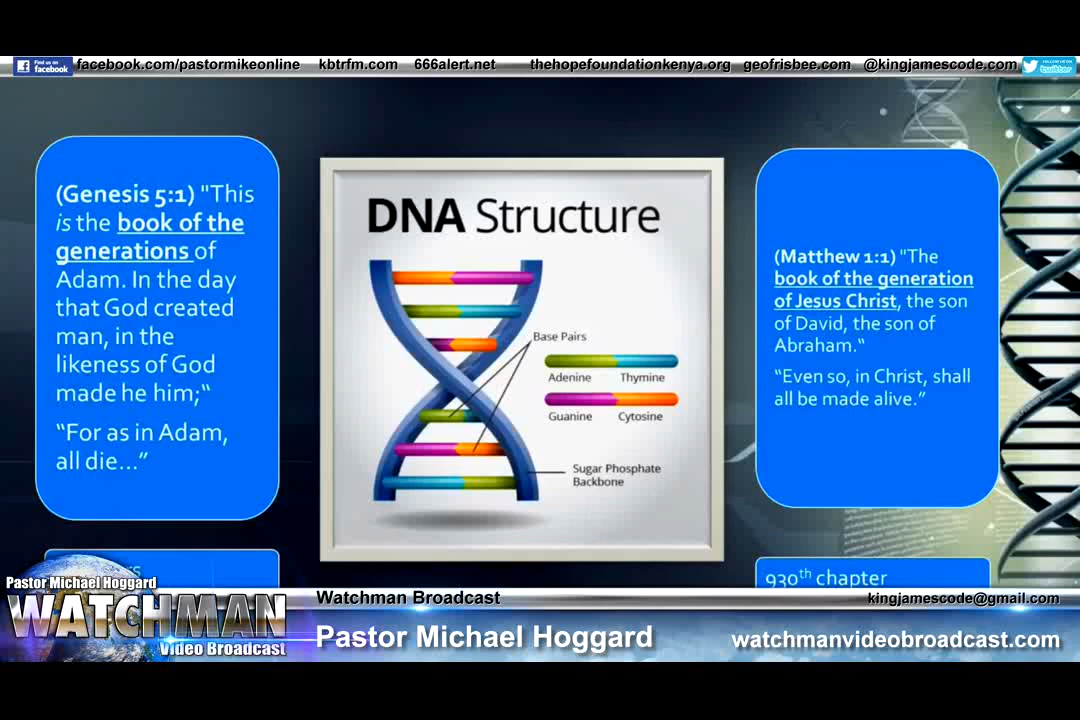 Find us on
facebook
facebook.com/pastormikeonline kbtrfm.com 666alert.net thehopefoundationkenya.org geofrisbee.com @kingjamescode.com
twitter
(Genesis 5:1) "This
is the book of the
generations of
Adam. In the day
that God created
man, in the
likeness of God
made he him;"
"For as in Adam,
all die..."
DNA Structure
Base Pairs
Adenine Thymine
Guanine Cytosine
Sugar Phosphate
Backbone
(Matthew 1:1) "The
book of the generation
of Jesus Christ, the son
of David, the son of
Abraham."
"Even so, in Christ, shall
all be made alive."
930th chapter
Pastor Michael Hoggard
WATCHMAN
Video Broadcast
Watchman Broadcast
kingjamescode@gmail.com
Pastor Michael Hoggard
watchmanvideobroadcast.com